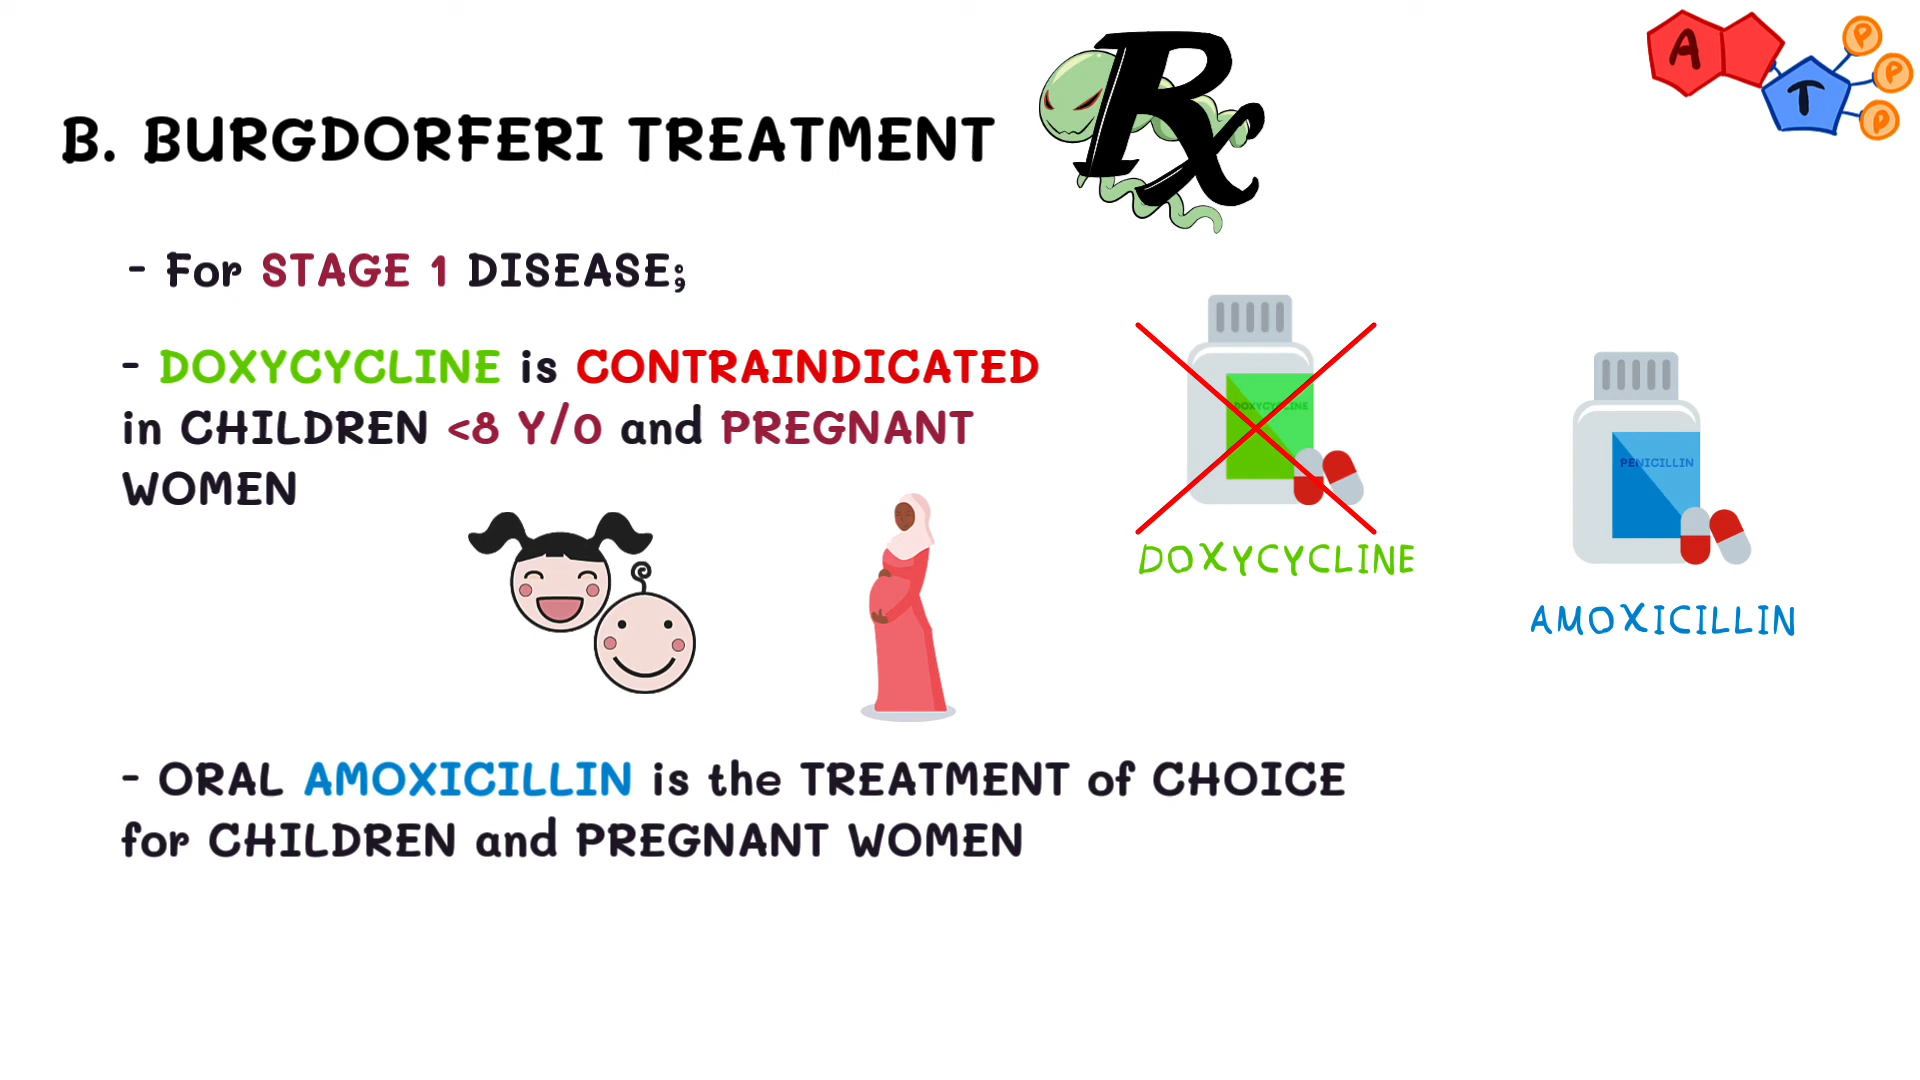 B. BURGDORFERI TREATMENT
Rx
A T P P P
- For STAGE 1 DISEASE;
- DOXYCYCLINE is CONTRAINDICATED
in CHILDREN <8 Y/O and PREGNANT
WOMEN
DOXYCYCLINE
DOXYCYCLINE
PENICILLIN
AMOXICILLIN
- ORAL AMOXICILLIN is the TREATMENT of CHOICE
for CHILDREN and PREGNANT WOMEN